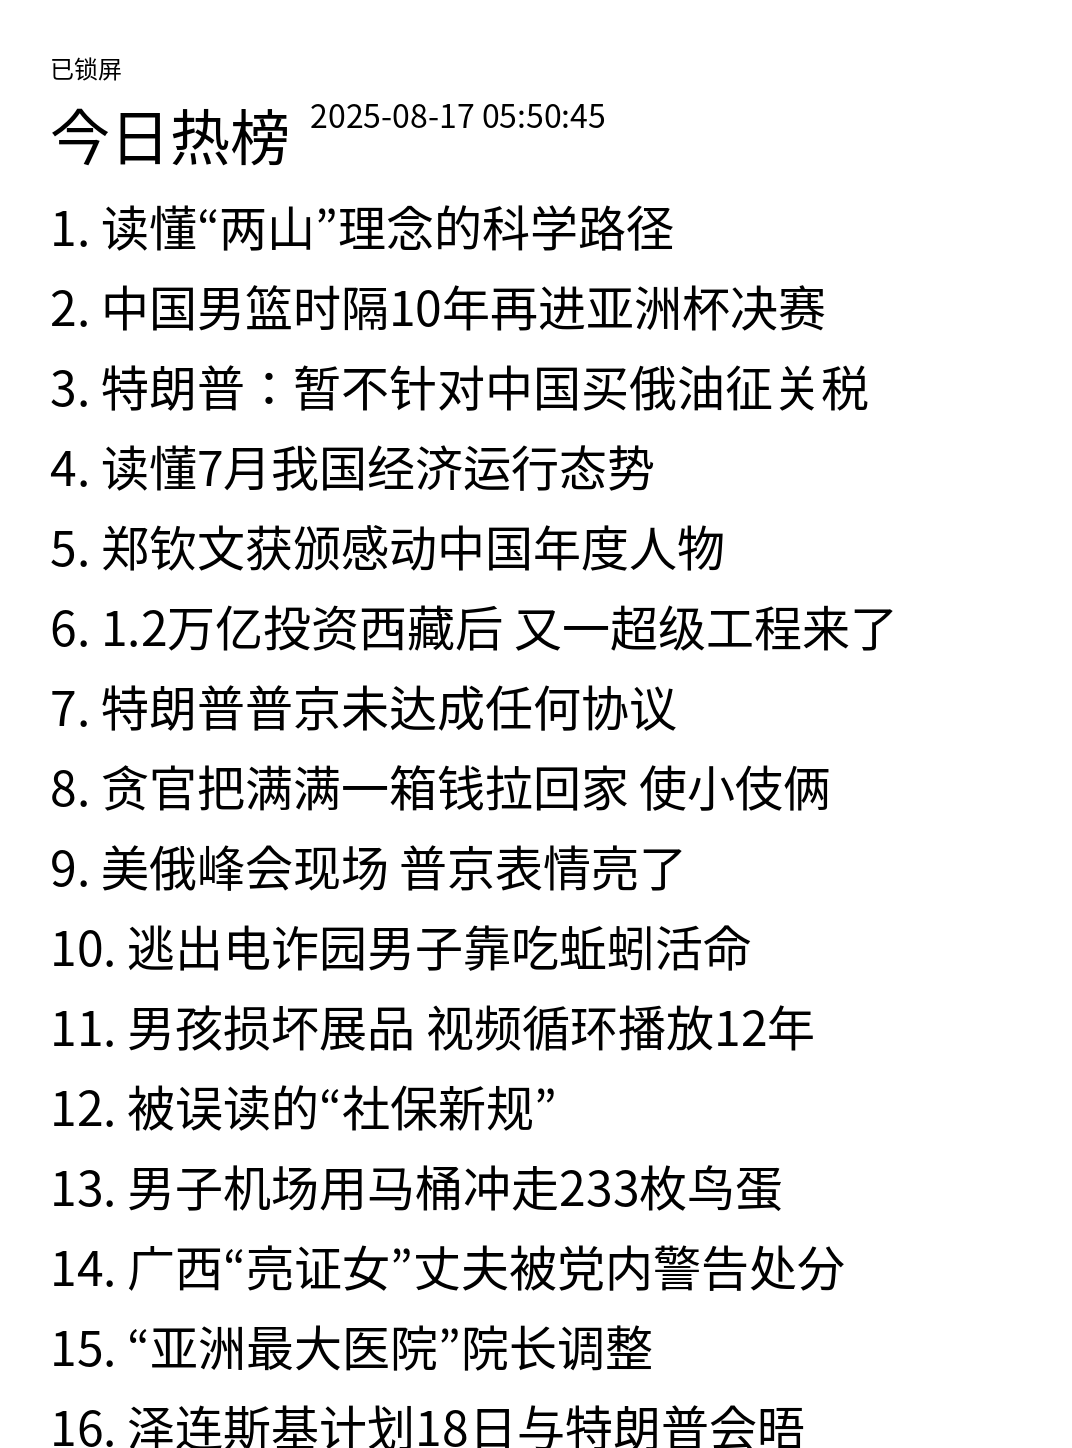 已锁屏
今日热榜 2025-08-17 05:50:45
1. 读懂“两山”理念的科学路径
2. 中国男篮时隔10年再进亚洲杯决赛
3. 特朗普：暂不针对中国买俄油征关税
4. 读懂7月我国经济运行态势
5. 郑钦文获颁感动中国年度人物
6. 1.2万亿投资西藏后 又一超级工程来了
7. 特朗普普京未达成任何协议
8. 贪官把满满一箱钱拉回家 使小伎俩
9. 美俄峰会现场 普京表情亮了
10. 逃出电诈园男子靠吃蚯蚓活命
11. 男孩损坏展品 视频循环播放12年
12. 被误读的“社保新规”
13. 男子机场用马桶冲走233枚鸟蛋
14. 广西“亮证女”丈夫被党内警告处分
15. “亚洲最大医院”院长调整
16. 泽连斯基计划18日与特朗普会晤